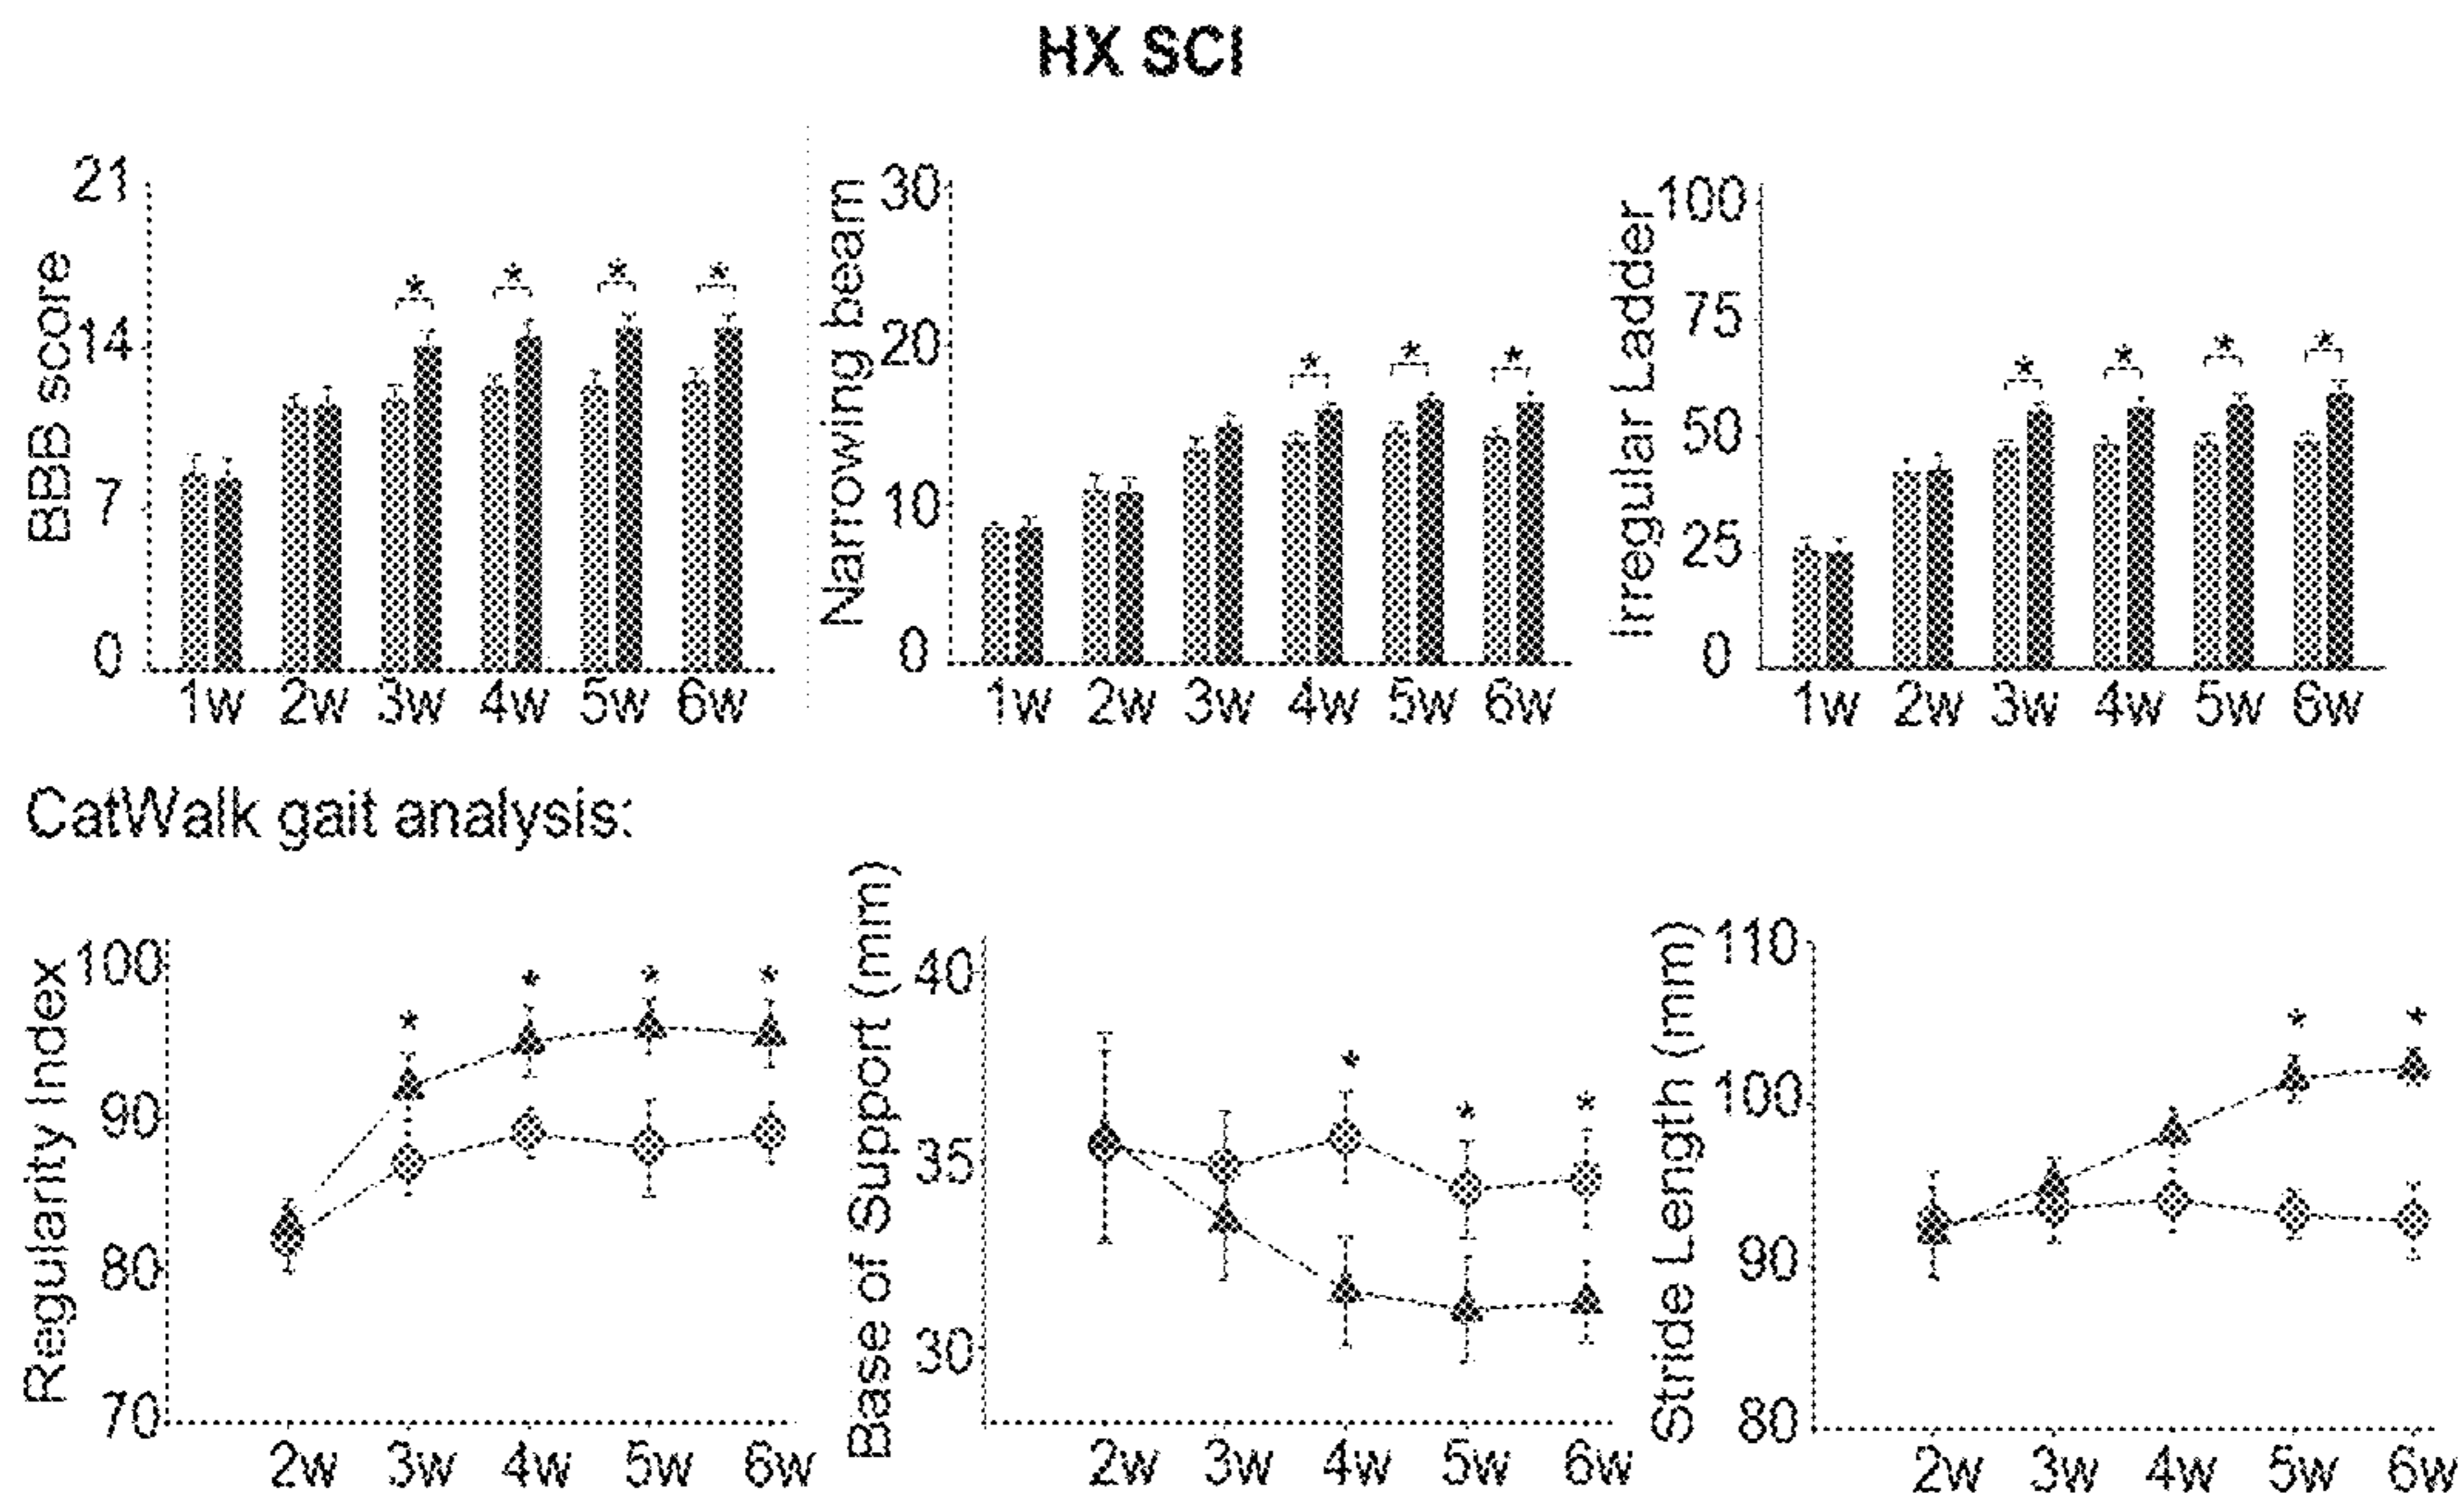 HX SCI
BBB score
21
14
7
0
* * * *
1w 2w 3w 4w 5w 6w
Narrowing beam
30
20
10
0
* * *
1w 2w 3w 4w 5w 6w
Irregular Ladder
100
75
50
25
0
* * * *
1w 2w 3w 4w 5w 6w
CatWalk gait analysis:
Regularity Index
100
90
80
70
* * * *
2w 3w 4w 5w 6w
Base of Support (mm)
40
35
30
* * *
2w 3w 4w 5w 6w
Stride Length (mm)
110
100
90
80
* *
2w 3w 4w 5w 6w